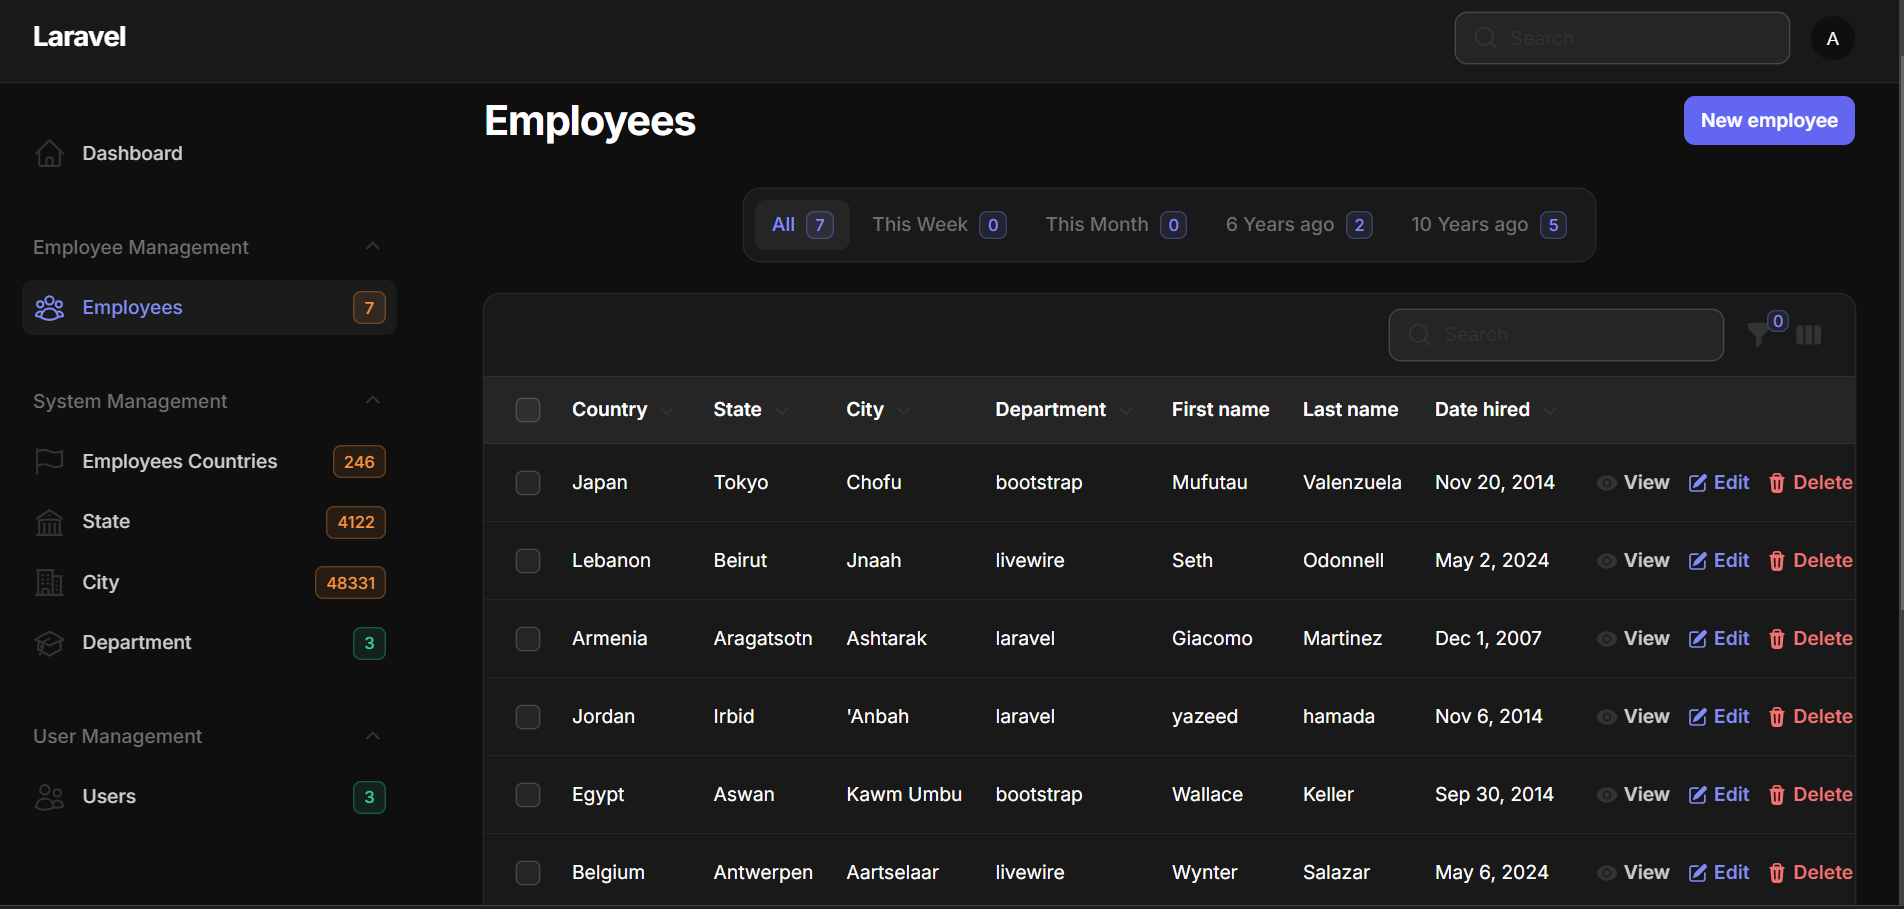 Laravel
Search
A
Dashboard
Employee Management
Employees 7
System Management
Employees Countries 246
State 4122
City 48331
Department 3
User Management
Users 3
Employees
New employee
All 7 This Week 0 This Month 0 6 Years ago 2 10 Years ago 5
Search
0
Country State City Department First name Last name Date hired
Japan Tokyo Chofu bootstrap Mufutau Valenzuela Nov 20, 2014 View Edit Delete
Lebanon Beirut Jnaah livewire Seth Odonnell May 2, 2024 View Edit Delete
Armenia Aragatsotn Ashtarak laravel Giacomo Martinez Dec 1, 2007 View Edit Delete
Jordan Irbid 'Anbah laravel yazeed hamada Nov 6, 2014 View Edit Delete
Egypt Aswan Kawm Umbu bootstrap Wallace Keller Sep 30, 2014 View Edit Delete
Belgium Antwerpen Aartselaar livewire Wynter Salazar May 6, 2024 View Edit Delete